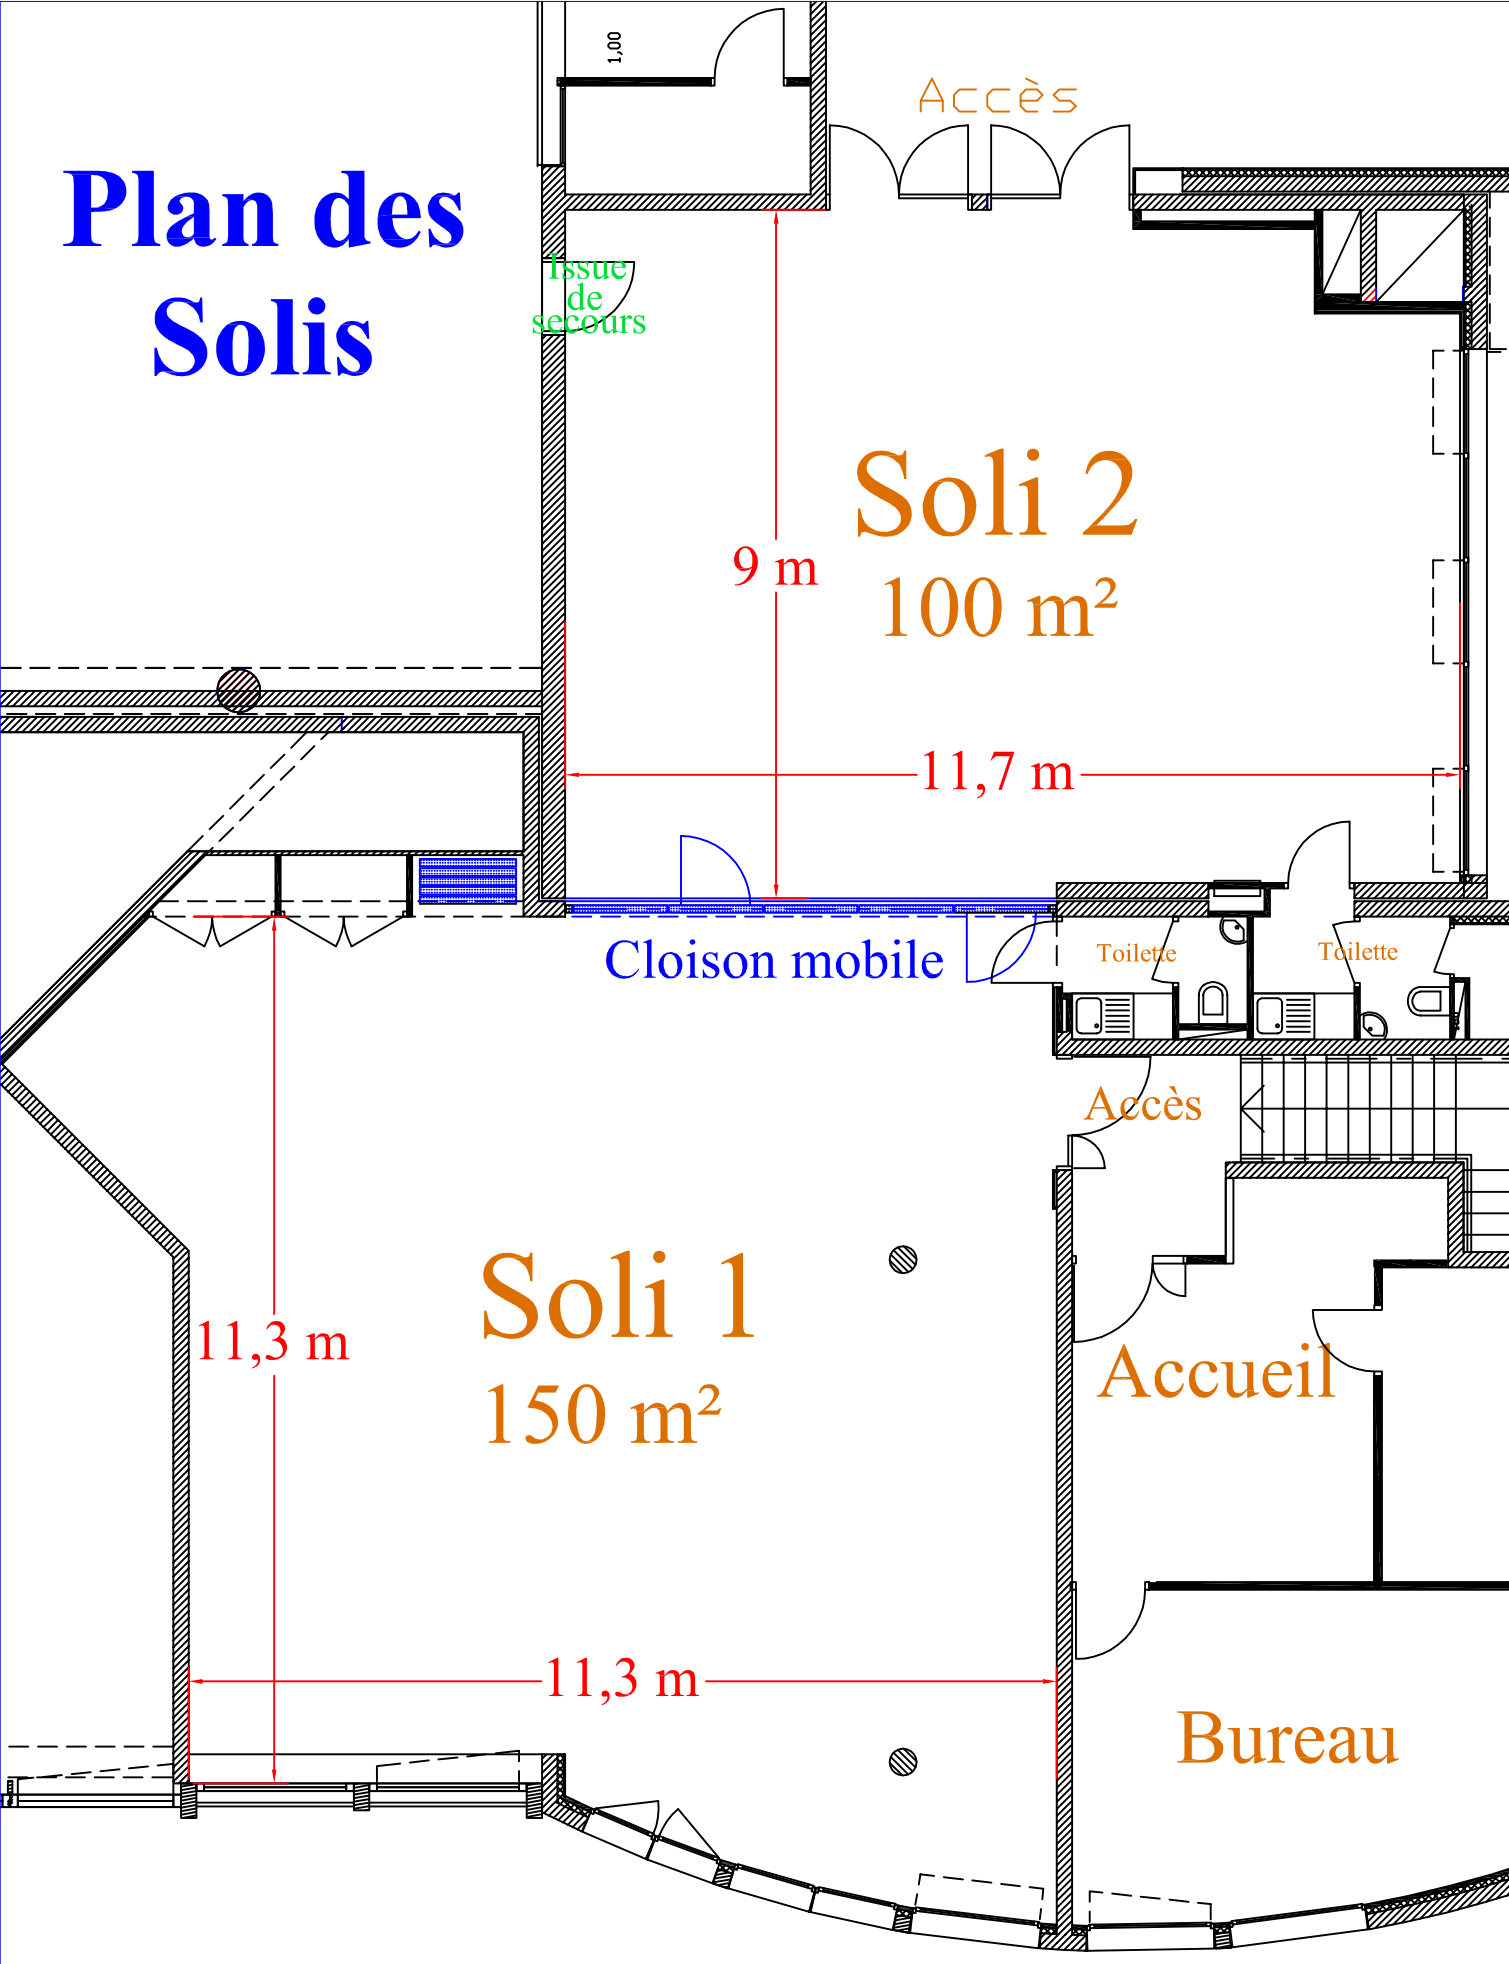 1,00
Accès
Plan des
Solis
Issue
de
secours
Soli 2
9 m
100 m²
11,7 m
Cloison mobile
Toilette
Toilette
Accès
Soli 1
11,3 m
Accueil
150 m²
11,3 m
Bureau